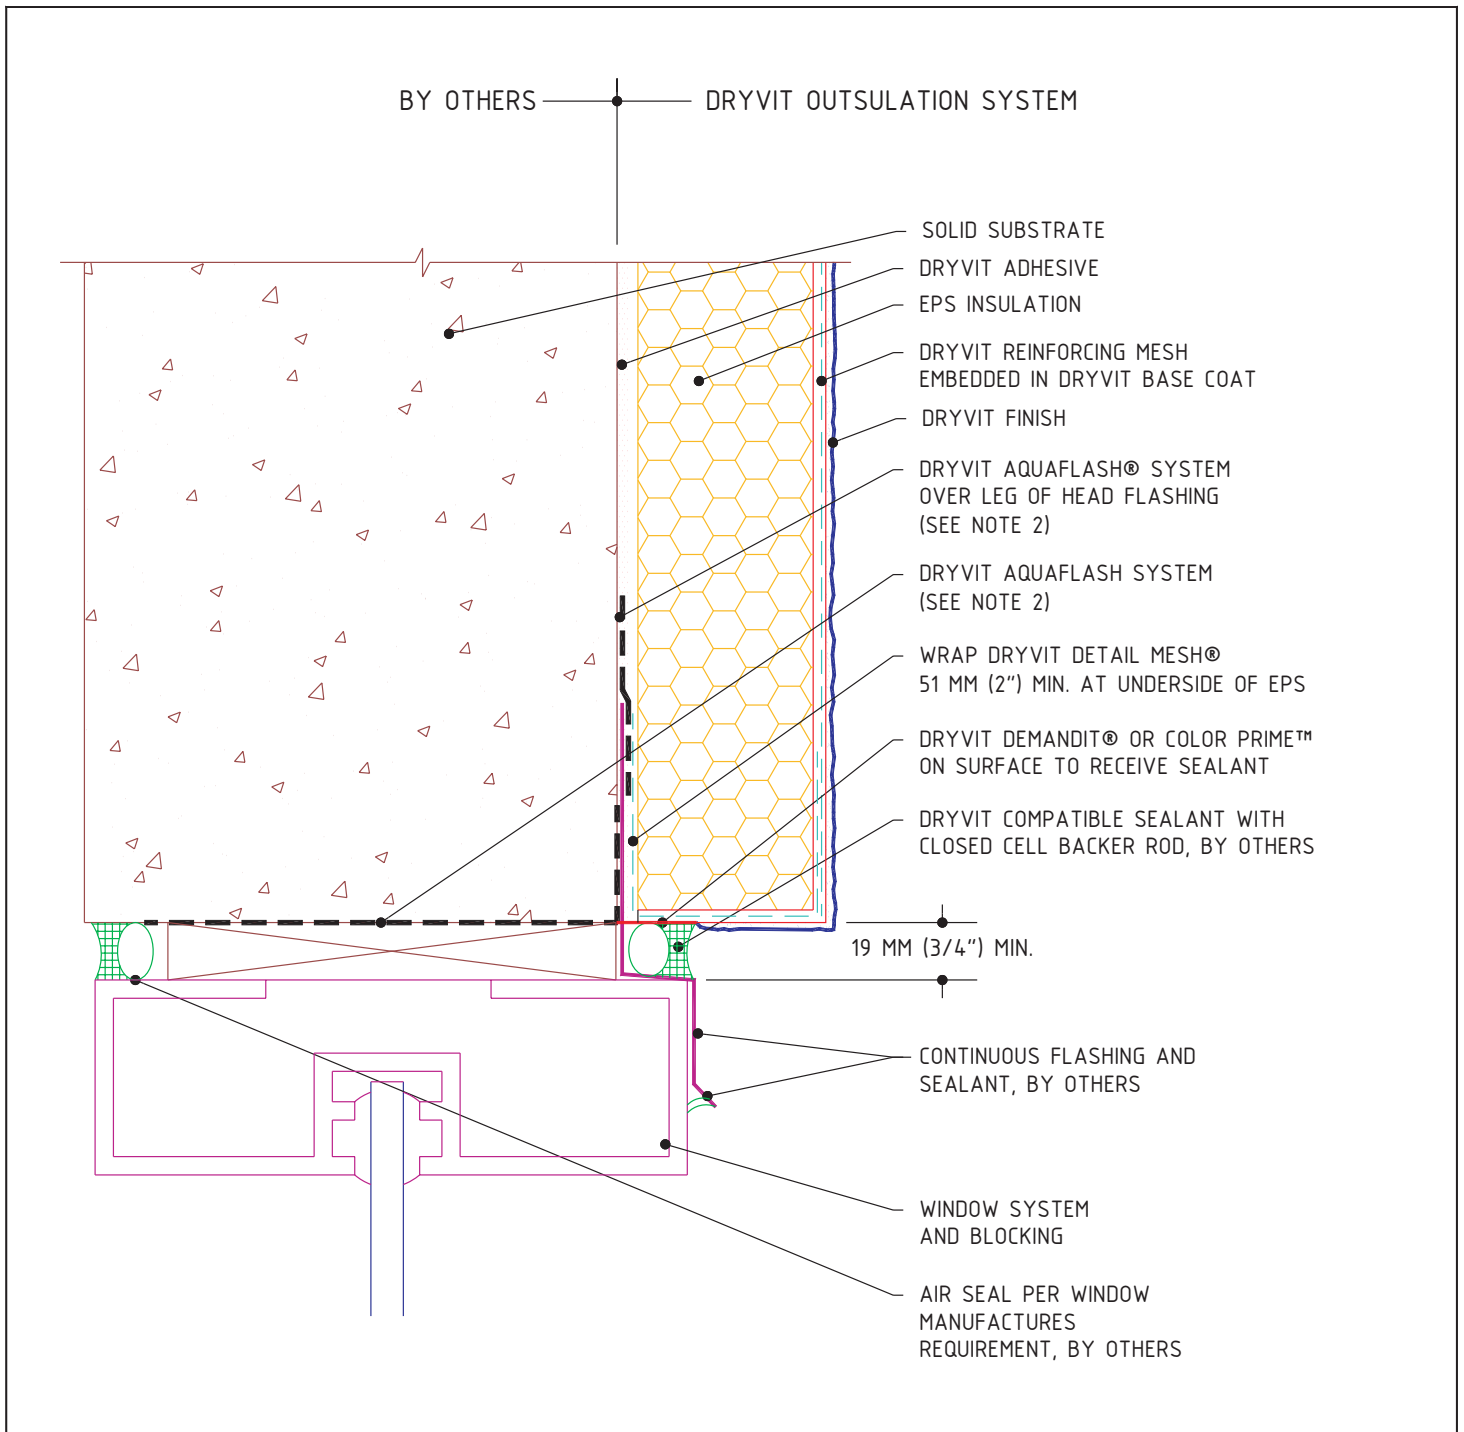 BY OTHERS
DRYVIT OUTSULATION SYSTEM
SOLID SUBSTRATE
DRYVIT ADHESIVE
EPS INSULATION
DRYVIT REINFORCING MESH
EMBEDDED IN DRYVIT BASE COAT
DRYVIT FINISH
DRYVIT AQUAFLASH® SYSTEM
OVER LEG OF HEAD FLASHING
(SEE NOTE 2)
DRYVIT AQUAFLASH SYSTEM
(SEE NOTE 2)
WRAP DRYVIT DETAIL MESH®
51 MM (2") MIN. AT UNDERSIDE OF EPS
DRYVIT DEMANDIT® OR COLOR PRIME™
ON SURFACE TO RECEIVE SEALANT
DRYVIT COMPATIBLE SEALANT WITH
CLOSED CELL BACKER ROD, BY OTHERS
19 MM (3/4") MIN.
CONTINUOUS FLASHING AND
SEALANT, BY OTHERS
WINDOW SYSTEM
AND BLOCKING
AIR SEAL PER WINDOW
MANUFACTURES
REQUIREMENT, BY OTHERS